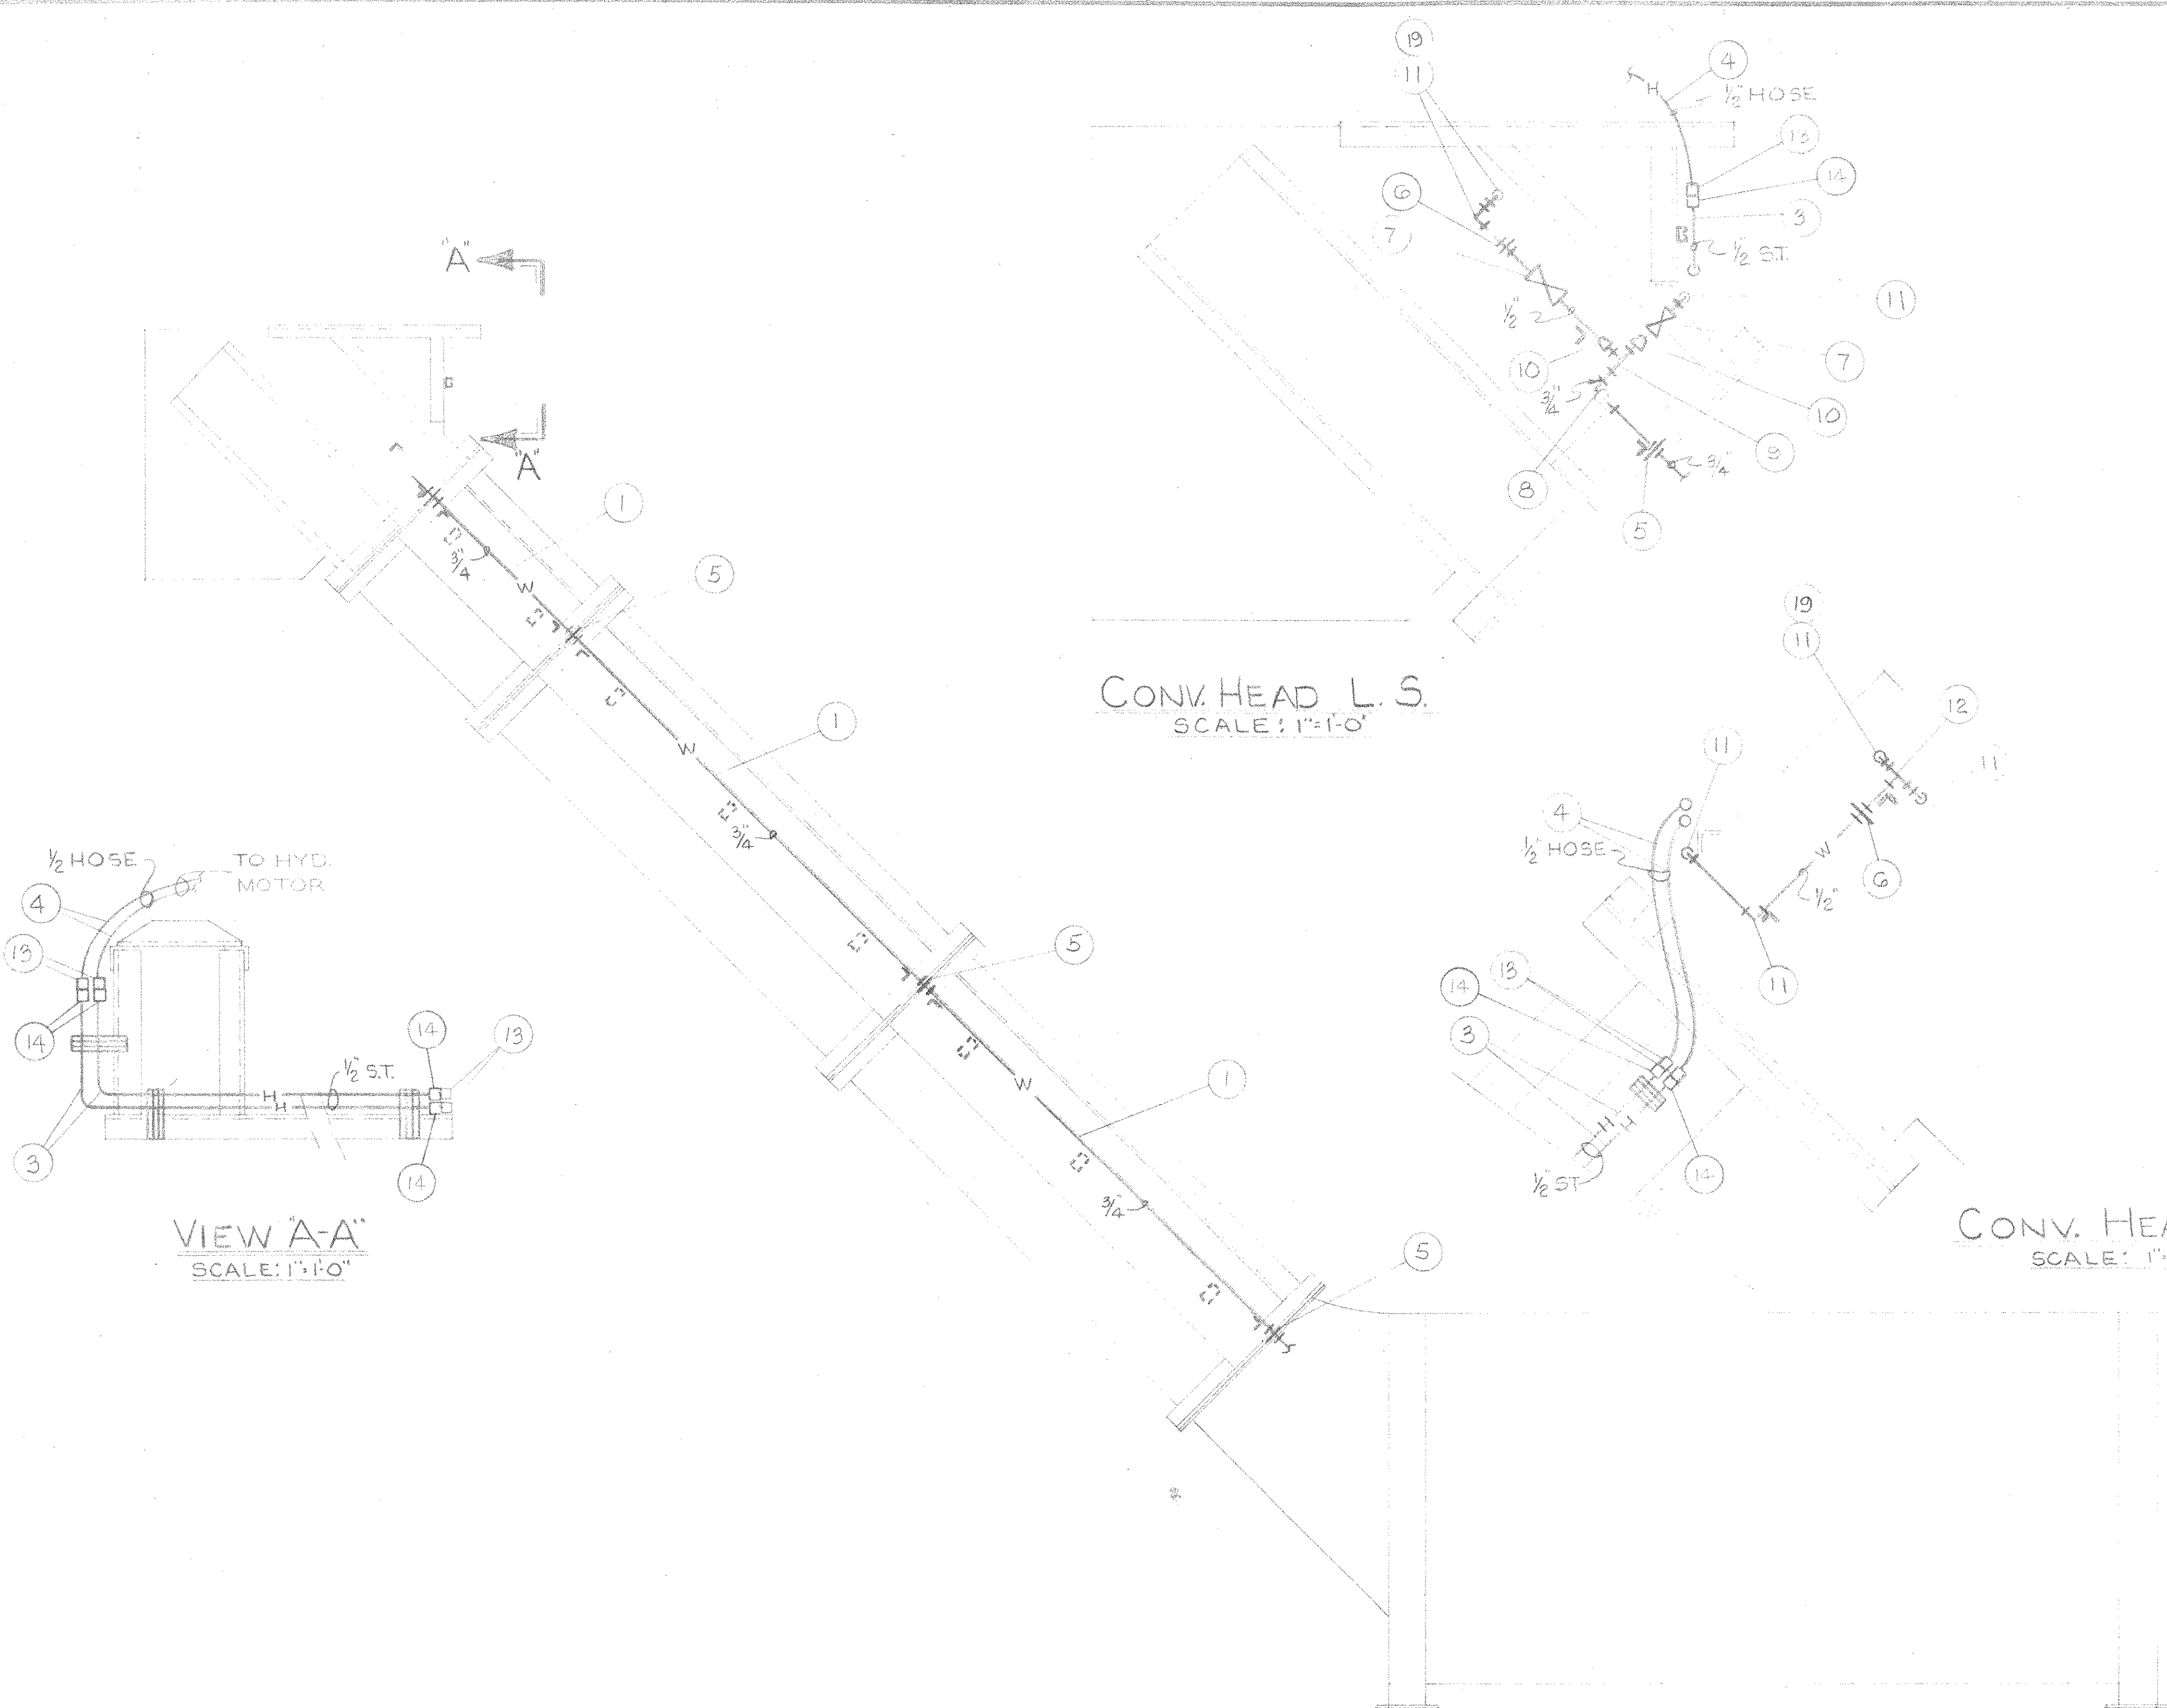 19
11
4
H
1/2" HOSE
13
14
6
3
7
1/2 S.T.
"A"
11
1/2"
7
10
3/4"
10
9
"A"
3/4"
8
1
5
3/4"
W
5
19
11
CONV. HEAD L. S.
SCALE: 1"=1'-0"
12
1
11
11
W
4
3/4"
1/2" HOSE
W
6
1/2"
1/2 HOSE
TO HYD.
MOTOR
4
13
5
14
13
11
3
14
14
13
1/2" S.T.
W
1
H
H
H H
3
14
14
1/2" ST
3/4"
VIEW "A-A"
SCALE: 1"=1'-0"
5
CONV. HEA
SCALE: 1"=